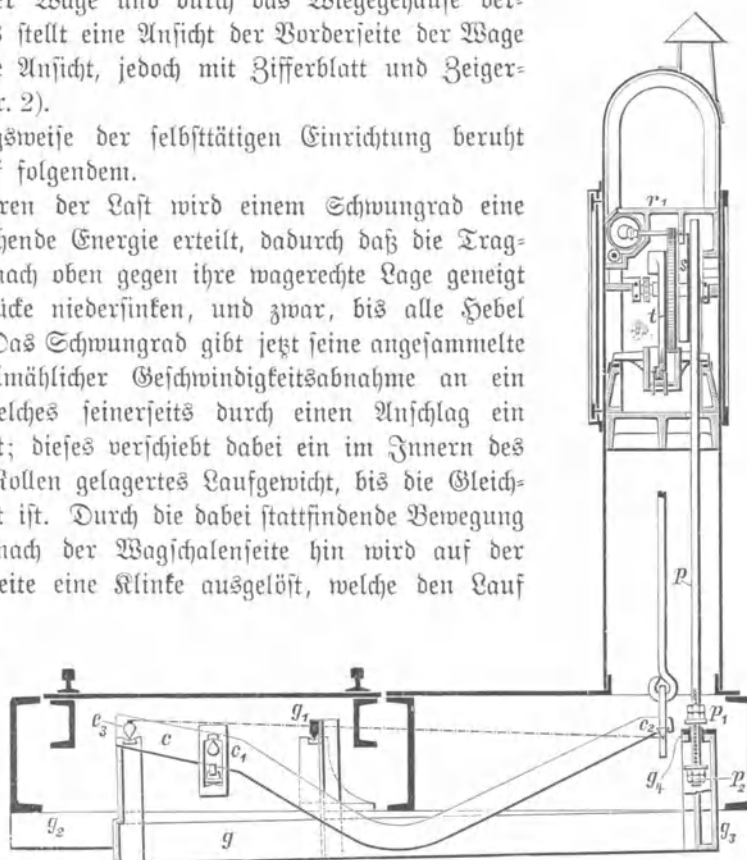 er Wage und durch das Wiegegehäuse ver-
s stellt eine Ansicht der Vorderseite der Wage
e Ansicht, jedoch mit Zifferblatt und Zeiger-
r. 2).
gsweise der selbsttätigen Einrichtung beruht
f folgendem.
ren der Last wird einem Schwungrad eine
hende Energie erteilt, dadurch daß die Trag-
nach oben gegen ihre wagerechte Lage geneigt
ücke niedersinken, und zwar, bis alle Hebel
Das Schwungrad gibt jetzt seine angesammelte
lmählicher Geschwindigkeitsabnahme an ein
elches seinerseits durch einen Anschlag ein
t; dieses verschiebt dabei ein im Innern des
Rollen gelagertes Laufgewicht, bis die Gleich-
t ist. Durch die dabei stattfindende Bewegung
nach der Wagschalenseite hin wird auf der
eite eine Klinke ausgelöst, welche den Lauf
r1
s
t
p
c3
c
c1
g1
c2
p1
g4
p2
g2
g
g3